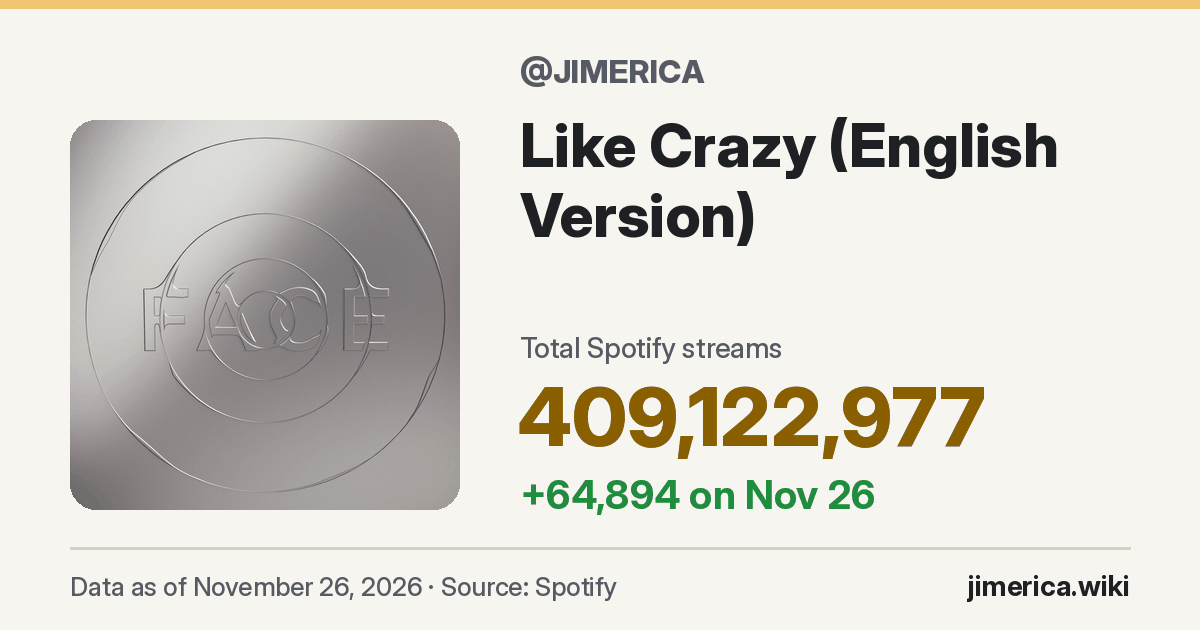 @JIMERICA
Like Crazy (English
Version)
FACE
Total Spotify streams
409,122,977
+64,894 on Nov 26
Data as of November 26, 2026 · Source: Spotify
jimerica.wiki